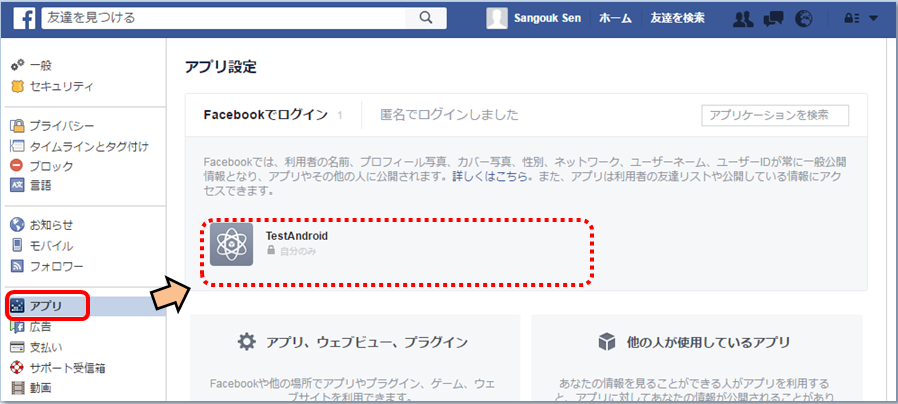 友達を見つける
Sangouk Sen ホーム 友達を検索
一般
セキュリティ
プライバシー
タイムラインとタグ付け
ブロック
言語
お知らせ
モバイル
フォロワー
アプリ
広告
支払い
サポート受信箱
動画
アプリ設定
Facebookでログイン 1 匿名でログインしました アプリケーションを検索
Facebookでは、利用者の名前、プロフィール写真、カバー写真、性別、ネットワーク、ユーザーネーム、ユーザーIDが常に一般公開
情報となり、アプリやその他の人に公開されます。詳しくはこちら。また、アプリは利用者の友達リストや公開している情報にアク
セスできます。
TestAndroid
自分のみ
アプリ、ウェブビュー、プラグイン
Facebookや他の場所でアプリやプラグイン、ゲーム、ウェ
ブサイトを利用できます。
他の人が使用しているアプリ
あなたの情報を見ることができる人がアプリを利用する
と、アプリに対してあなたの情報が公開されることがあり